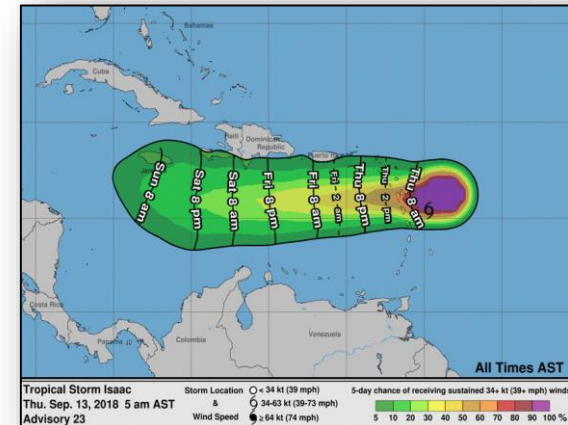 Bahamas
Cuba
Haiti
Dominican
Republic
Puerto Rico
Sun 8 am
Sat 8 pm
Sat 8 am
Fri 8 pm
Fri 8 am
Fri - 2 am
Thu 8 pm
Thu - 2 pm
Thu 8 am
Costa Rica
Panama
Colombia
Venezuela
All Times AST
Tropical Storm Isaac
Thu. Sep. 13, 2018 5 am AST
Advisory 23
Storm Location
&
Wind Speed
< 34 kt (39 mph)
34-63 kt (39-73 mph)
≥ 64 kt (74 mph)
5-day chance of receiving sustained 34+ kt (39+ mph) winds
5 10 20 30 40 50 60 70 80 90 100 %